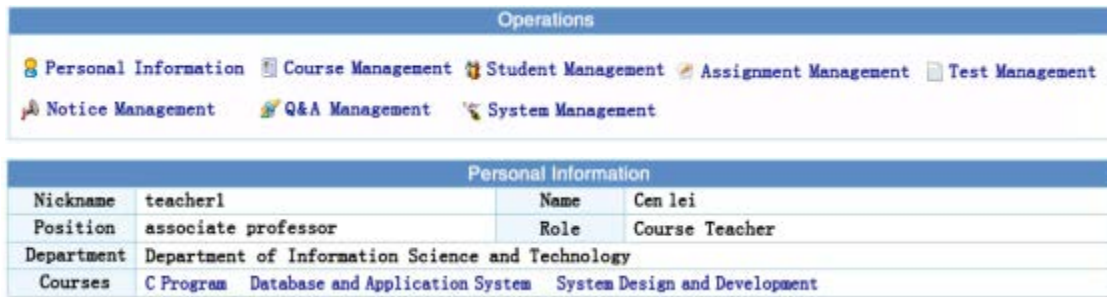 Operations
Personal Information Course Management Student Management Assignment Management Test Management
Notice Management Q&A Management System Management
Personal Information
Nickname teacher1 Name Cen lei
Position associate professor Role Course Teacher
Department Department of Information Science and Technology
Courses C Program Database and Application System System Design and Development